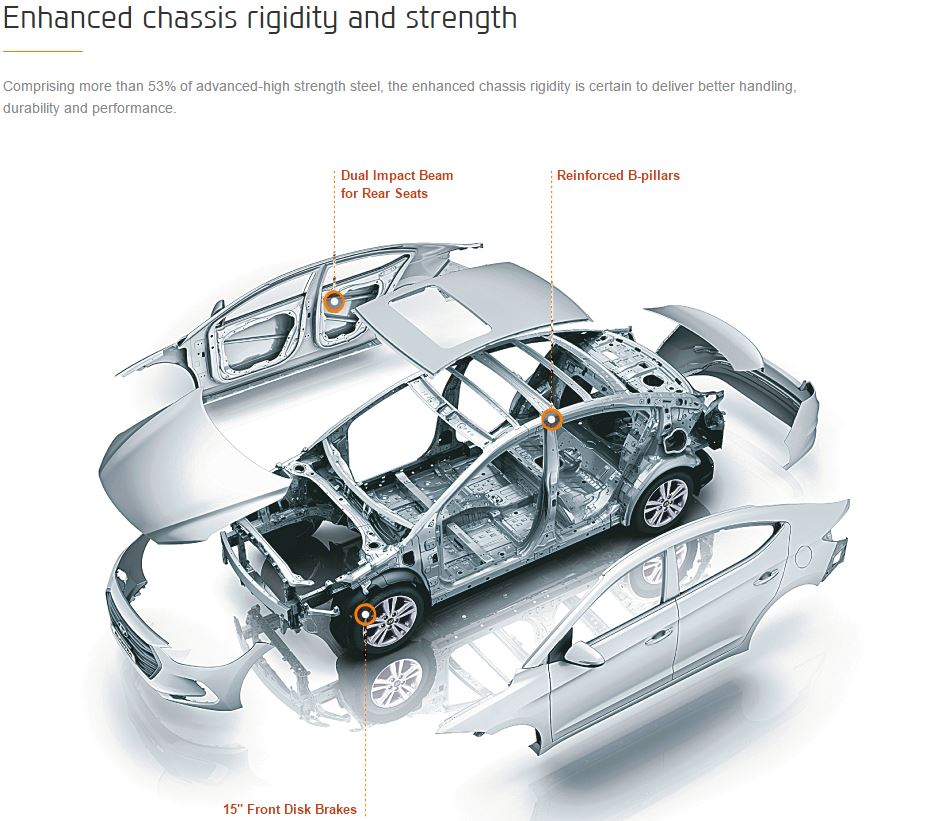 Enhanced chassis rigidity and strength
Comprising more than 53% of advanced-high strength steel, the enhanced chassis rigidity is certain to deliver better handling,
durability and performance.
Dual Impact Beam
for Rear Seats
Reinforced B-pillars
15" Front Disk Brakes